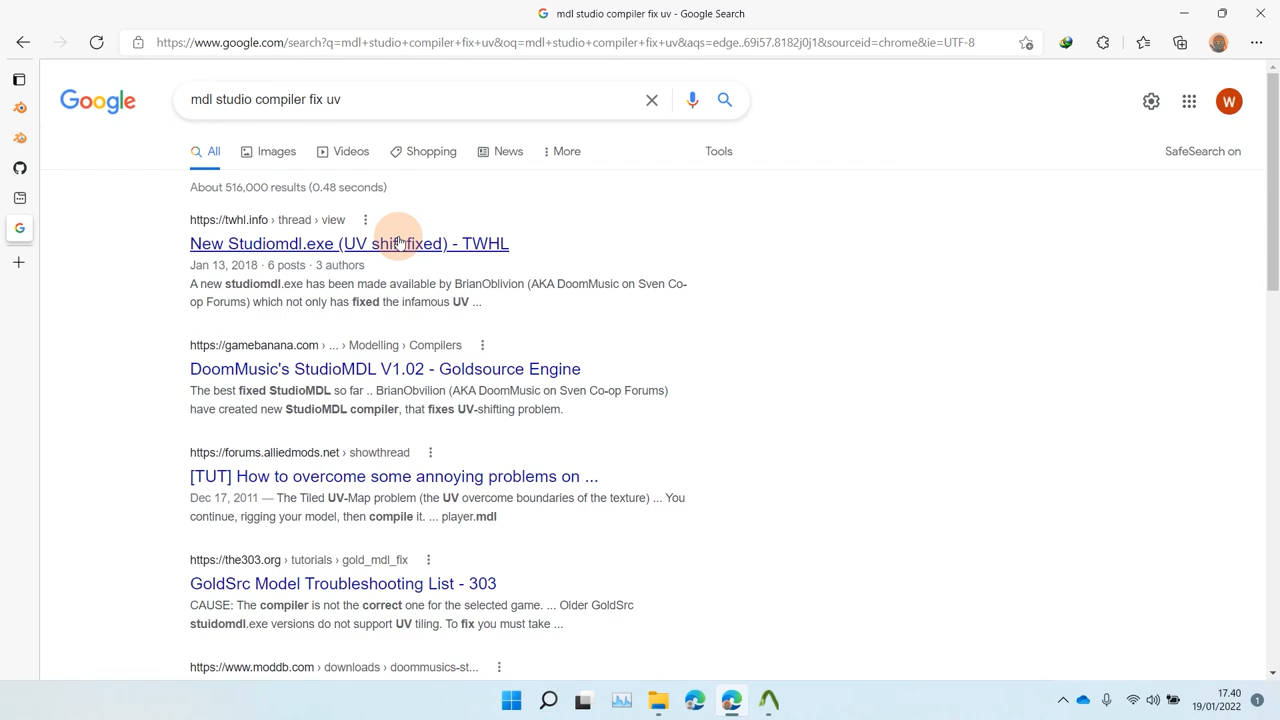 mdl studio compiler fix uv - Google Search
https://www.google.com/search?q=mdl+studio+compiler+fix+uv&oq=mdl+studio+compiler+fix+uv&aqs=edge..69i57.8182j0j1&sourceid=chrome&ie=UTF-8
Google
mdl studio compiler fix uv
W
All Images Videos Shopping News More Tools SafeSearch on
About 516,000 results (0.48 seconds)
https://twhl.info › thread › view
New Studiomdl.exe (UV shift fixed) - TWHL
Jan 13, 2018 · 6 posts · 3 authors
A new studiomdl.exe has been made available by BrianOblivion (AKA DoomMusic on Sven Co-
op Forums) which not only has fixed the infamous UV ...
https://gamebanana.com › ... › Modelling › Compilers
DoomMusic's StudioMDL V1.02 - Goldsource Engine
The best fixed StudioMDL so far .. BrianObvilion (AKA DoomMusic on Sven Co-op Forums)
have created new StudioMDL compiler, that fixes UV-shifting problem.
https://forums.alliedmods.net › showthread
[TUT] How to overcome some annoying problems on ...
Dec 17, 2011 — The Tiled UV-Map problem (the UV overcome boundaries of the texture) ... You
continue, rigging your model, then compile it. ... player.mdl
https://the303.org › tutorials › gold_mdl_fix
GoldSrc Model Troubleshooting List - 303
CAUSE: The compiler is not the correct one for the selected game. ... Older GoldSrc
stuidomdl.exe versions do not support UV tiling. To fix you must take ...
https://www.moddb.com › downloads › doommusics-st...
17.40
19/01/2022
1